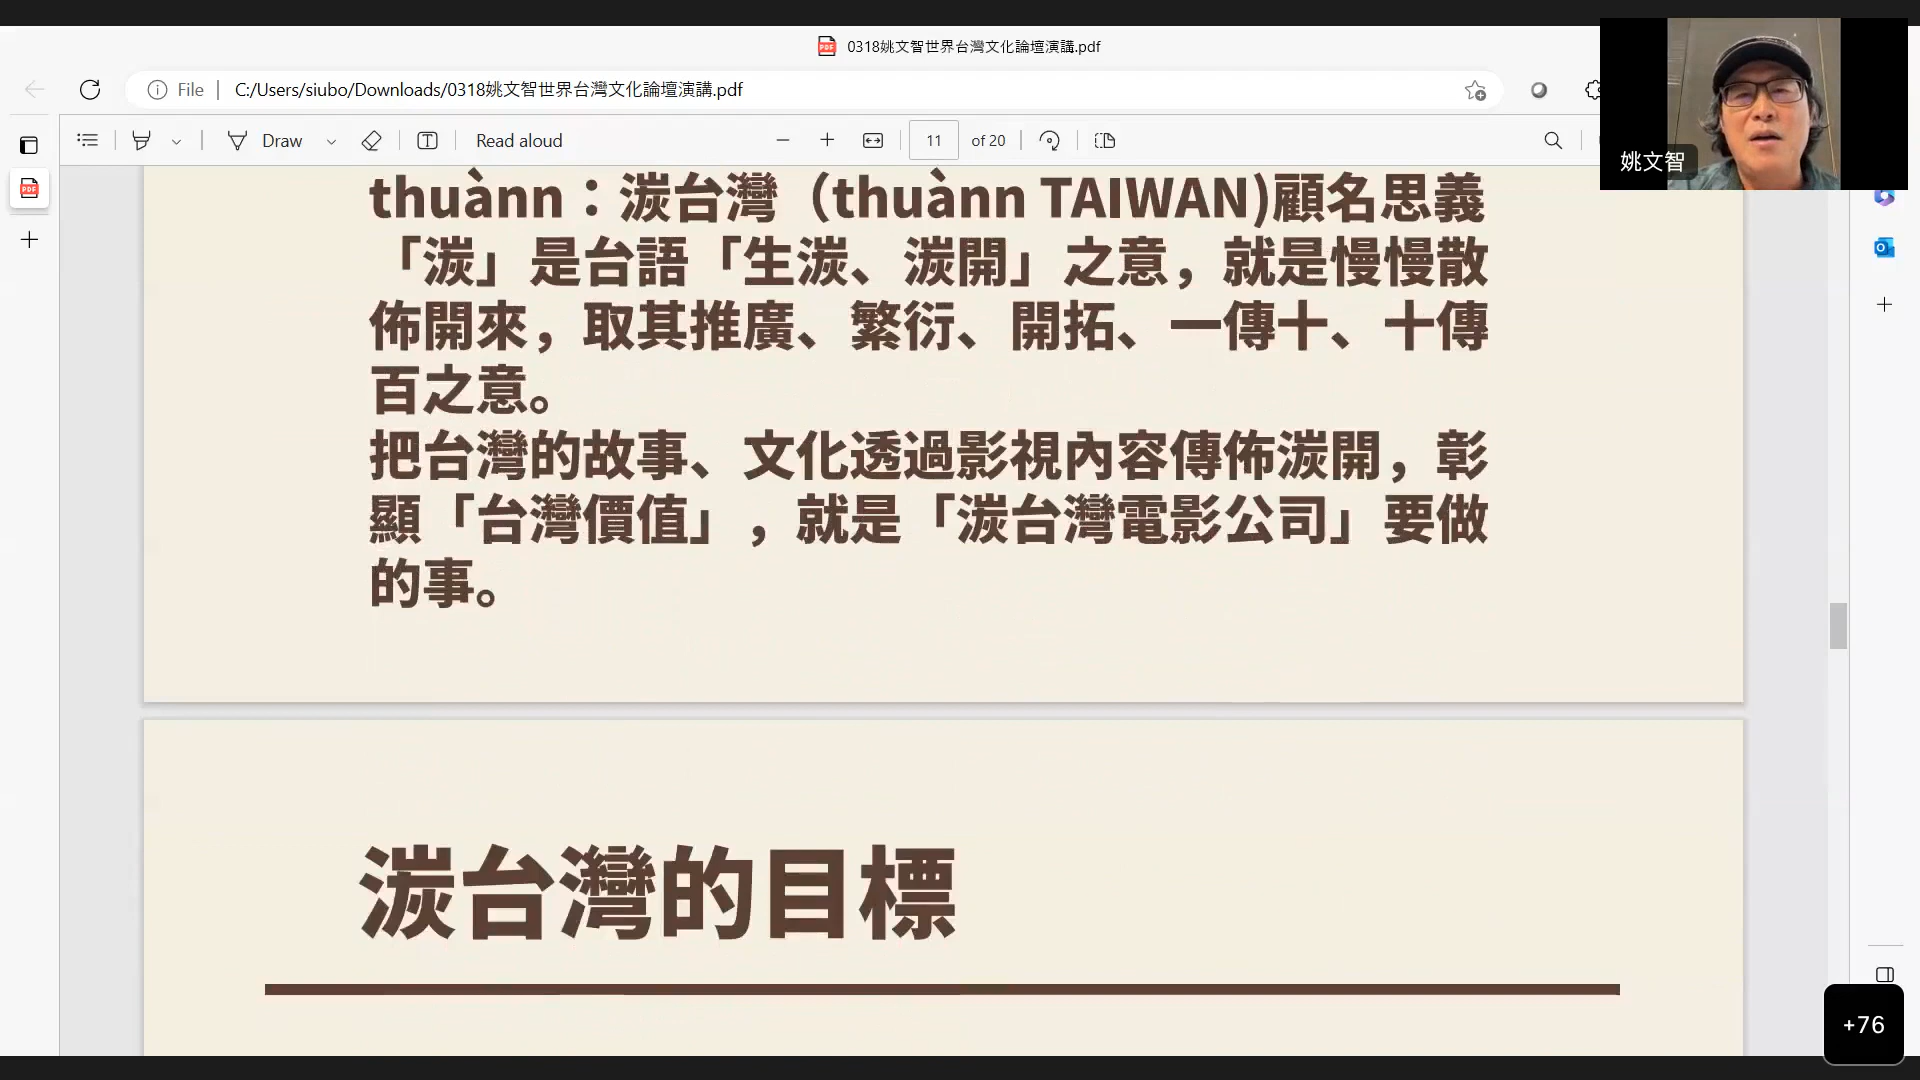 0318姚文智世界台灣文化論壇演講.pdf
File
C:/Users/siubo/Downloads/0318姚文智世界台灣文化論壇演講.pdf
Draw
Read aloud
11
of 20
姚文智
thuànn：湠台灣（thuànn TAIWAN)顧名思義
「湠」是台語「生湠、湠開」之意，就是慢慢散
佈開來，取其推廣、繁衍、開拓、一傳十、十傳
百之意。
把台灣的故事、文化透過影視內容傳佈湠開，彰
顯「台灣價值」，就是「湠台灣電影公司」要做
的事。
湠台灣的目標
+76